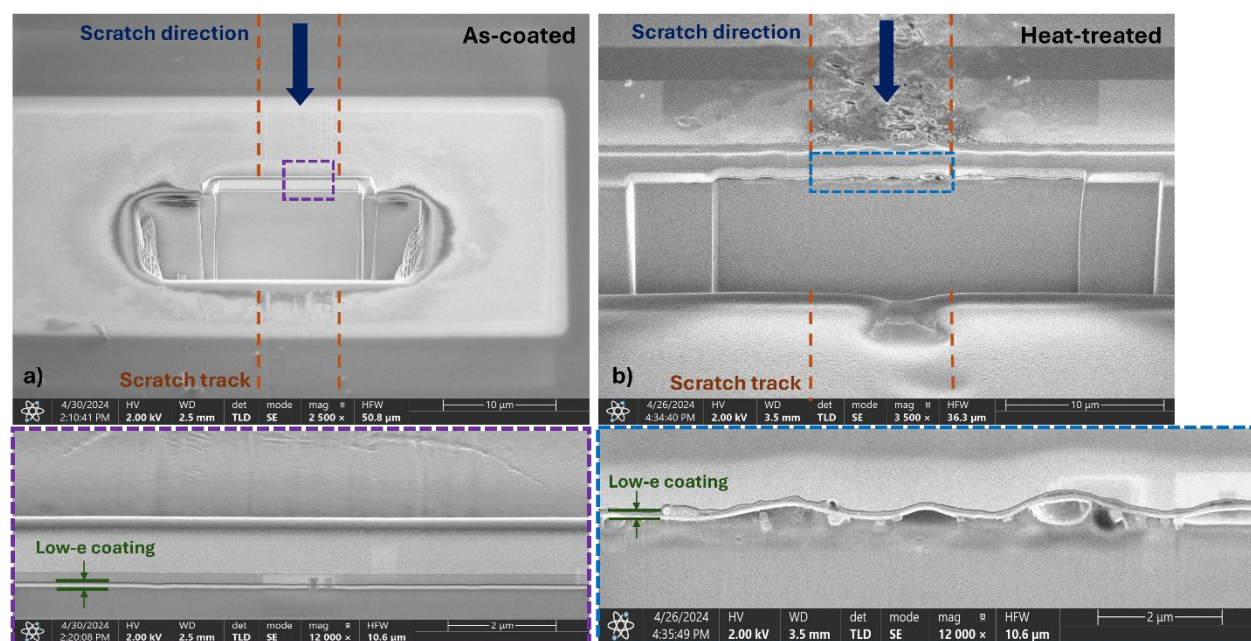 Scratch direction
As-coated
a)
Scratch track
4/30/2024 HV WD det mode mag HFW 10 µm
2:10:41 PM 2.00 kV 2.5 mm TLD SE 2 500 x 50.8 µm
Low-e coating
4/30/2024 HV WD det mode mag HFW 2 µm
2:20:08 PM 2.00 kV 2.5 mm TLD SE 12 000 x 10.6 µm
Scratch direction
Heat-treated
b)
Scratch track
4/26/2024 HV WD det mode mag HFW 10 µm
4:34:40 PM 2.00 kV 3.5 mm TLD SE 3 500 x 36.3 µm
Low-e coating
4/26/2024 HV WD det mode mag HFW 2 µm
4:35:49 PM 2.00 kV 3.5 mm TLD SE 12 000 x 10.6 µm